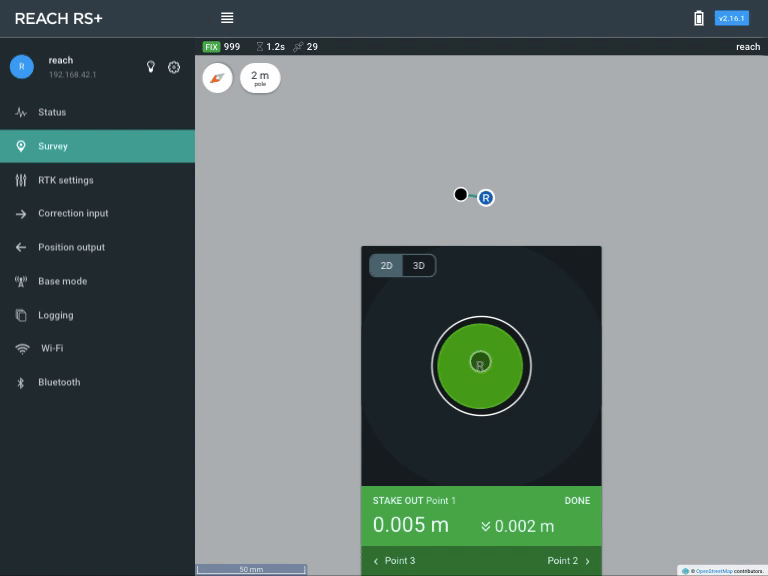 REACH RS+
v2.16.1
FIX 999 1.2s 29
reach
R
reach
192.168.42.1
2 m
pole
Status
Survey
RTK settings
Correction input
Position output
Base mode
Logging
Wi-Fi
Bluetooth
R
2D 3D
R
STAKE OUT Point 1
DONE
0.005 m
0.002 m
Point 3
Point 2
50 mm
© OpenStreetMap contributors.